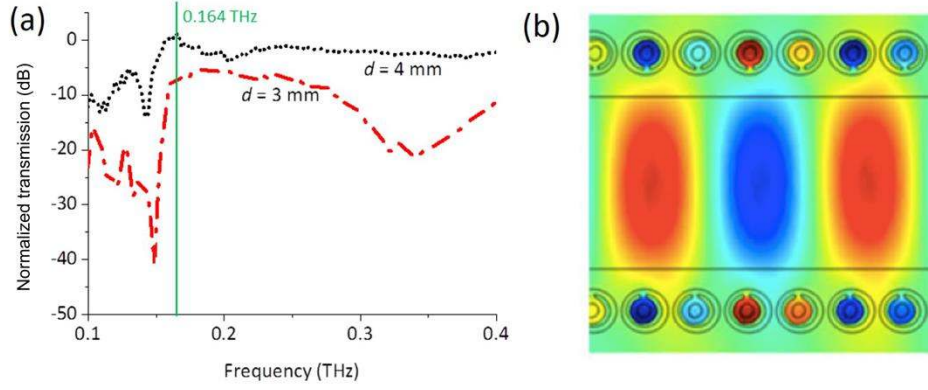 (a)
0.164 THz
(b)
0
-10
-20
-30
-40
-50
d = 4 mm
d = 3 mm
Normalized transmission (dB)
0.1
0.2
0.3
0.4
Frequency (THz)